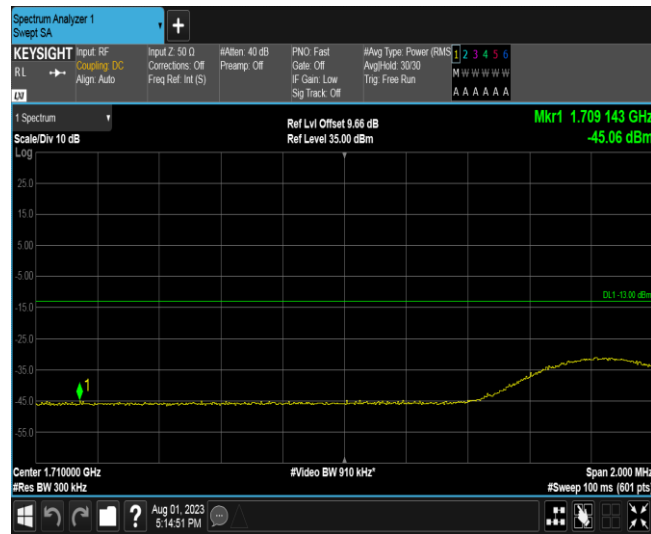 Spectrum Analyzer 1
Swept SA
KEYSIGHT
RL
LXI
Input: RF
Coupling: DC
Align: Auto
Input Z: 50 Ω
Corrections: Off
Freq Ref: Int (S)
#Atten: 40 dB
Preamp: Off
PNO: Fast
Gate: Off
IF Gain: Low
Sig Track: Off
#Avg Type: Power (RMS
Avg|Hold: 30/30
Trig: Free Run
1 2 3 4 5 6
M W W W W W
A A A A A A
1 Spectrum
Scale/Div 10 dB
Log
Ref Lvl Offset 9.66 dB
Ref Level 35.00 dBm
Mkr1 1.709 143 GHz
-45.06 dBm
25.0
15.0
5.00
-5.00
DL1 -13.00 dBm
-15.0
-25.0
-35.0
1
-45.0
-55.0
Center 1.710000 GHz
#Res BW 300 kHz
#Video BW 910 kHz*
Span 2.000 MHz
#Sweep 100 ms (601 pts)
?
Aug 01, 2023
5:14:51 PM